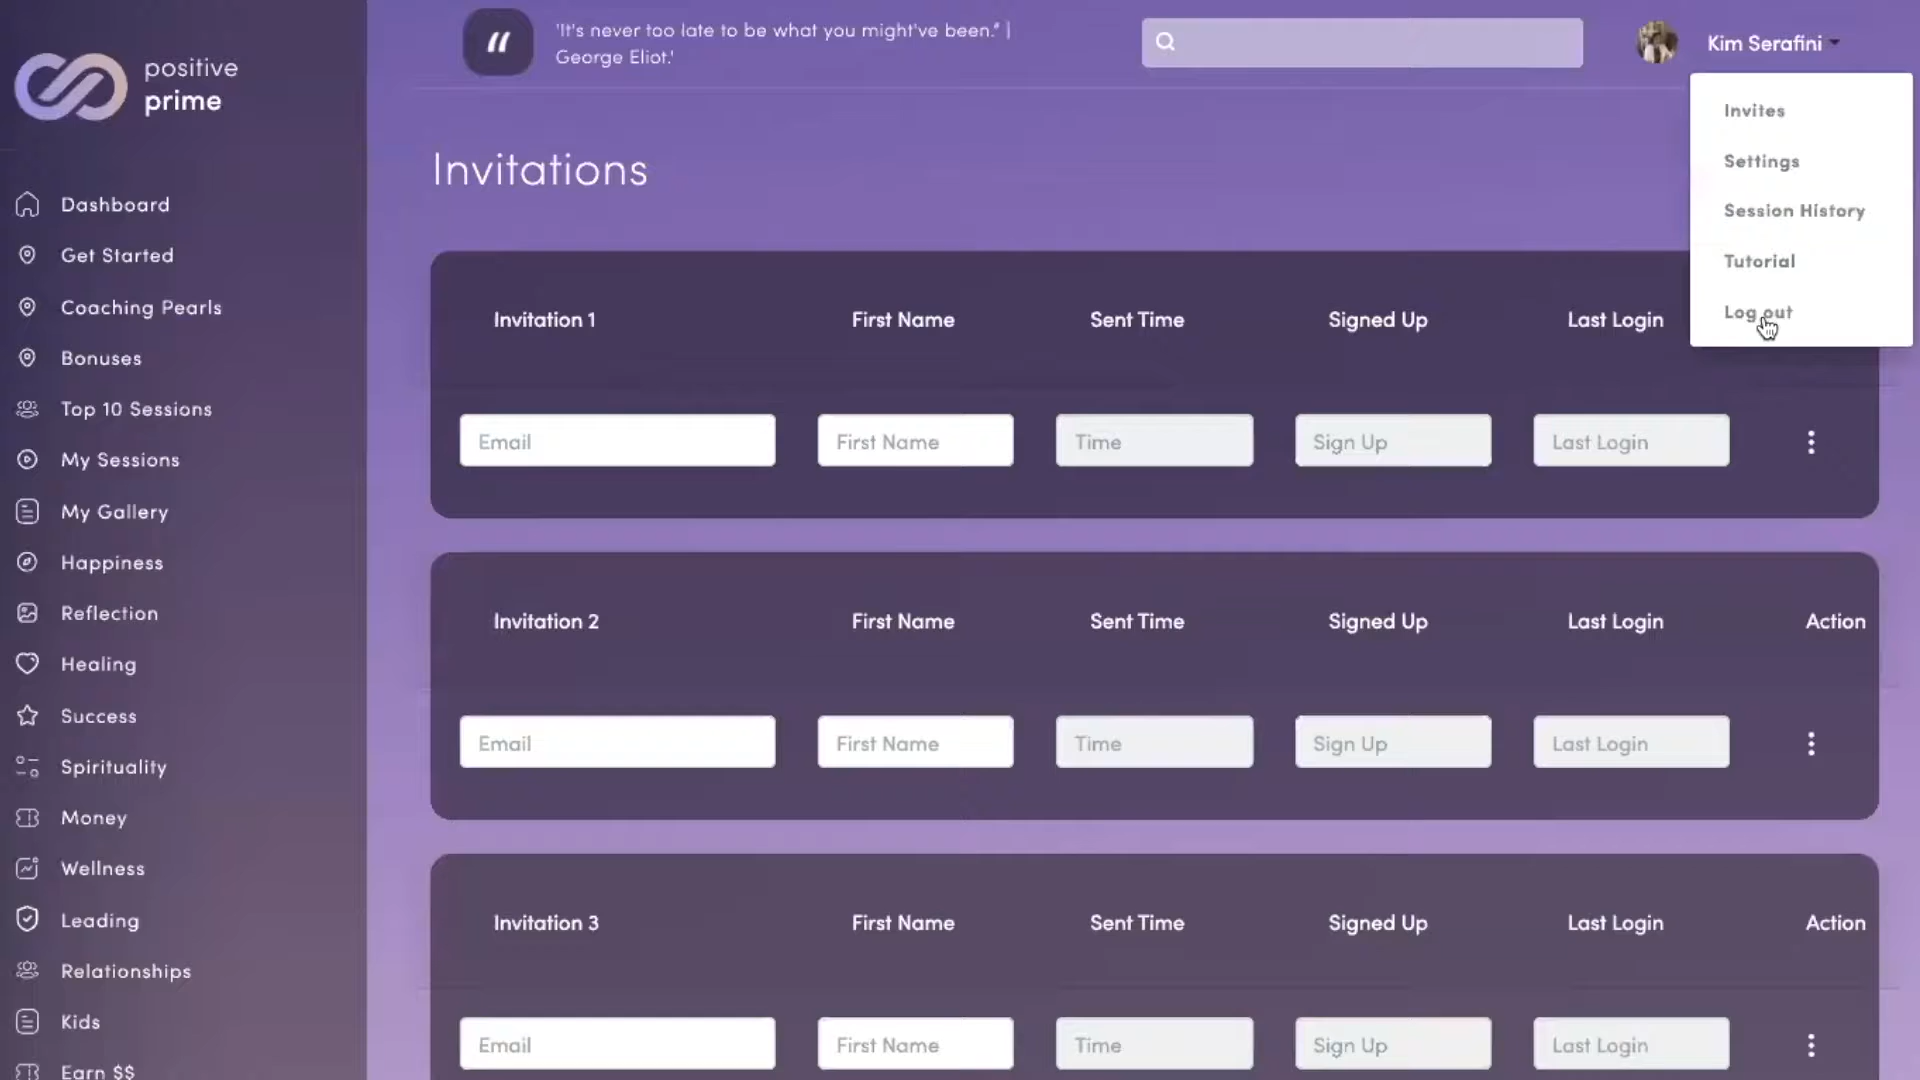 positive
prime
Dashboard
Get Started
Coaching Pearls
Bonuses
Top 10 Sessions
My Sessions
My Gallery
Happiness
Reflection
Healing
Success
Spirituality
Money
Wellness
Leading
Relationships
Kids
Earn $$
'It's never too late to be what you might've been." |
George Eliot.'
Kim Serafini
Invites
Settings
Session History
Tutorial
Log out
Invitations
Invitation 1 First Name Sent Time Signed Up Last Login
Email First Name Time Sign Up Last Login
Invitation 2 First Name Sent Time Signed Up Last Login Action
Email First Name Time Sign Up Last Login
Invitation 3 First Name Sent Time Signed Up Last Login Action
Email First Name Time Sign Up Last Login